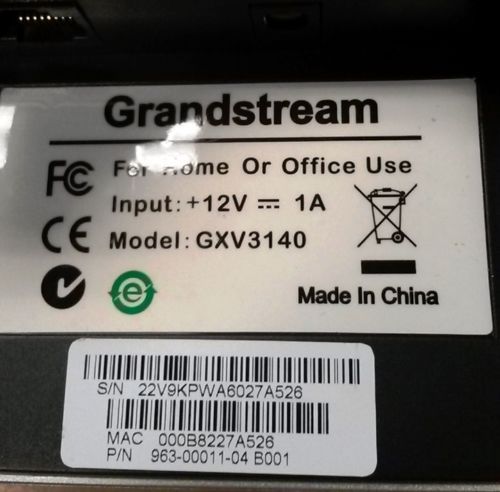 Grandstream
FC For Home Or Office Use
Input: +12V ⎓ 1A
CE Model: GXV3140
e
Made In China
S/N 22V9KPWA6027A526
MAC 000B8227A526
P/N 963-00011-04 B001